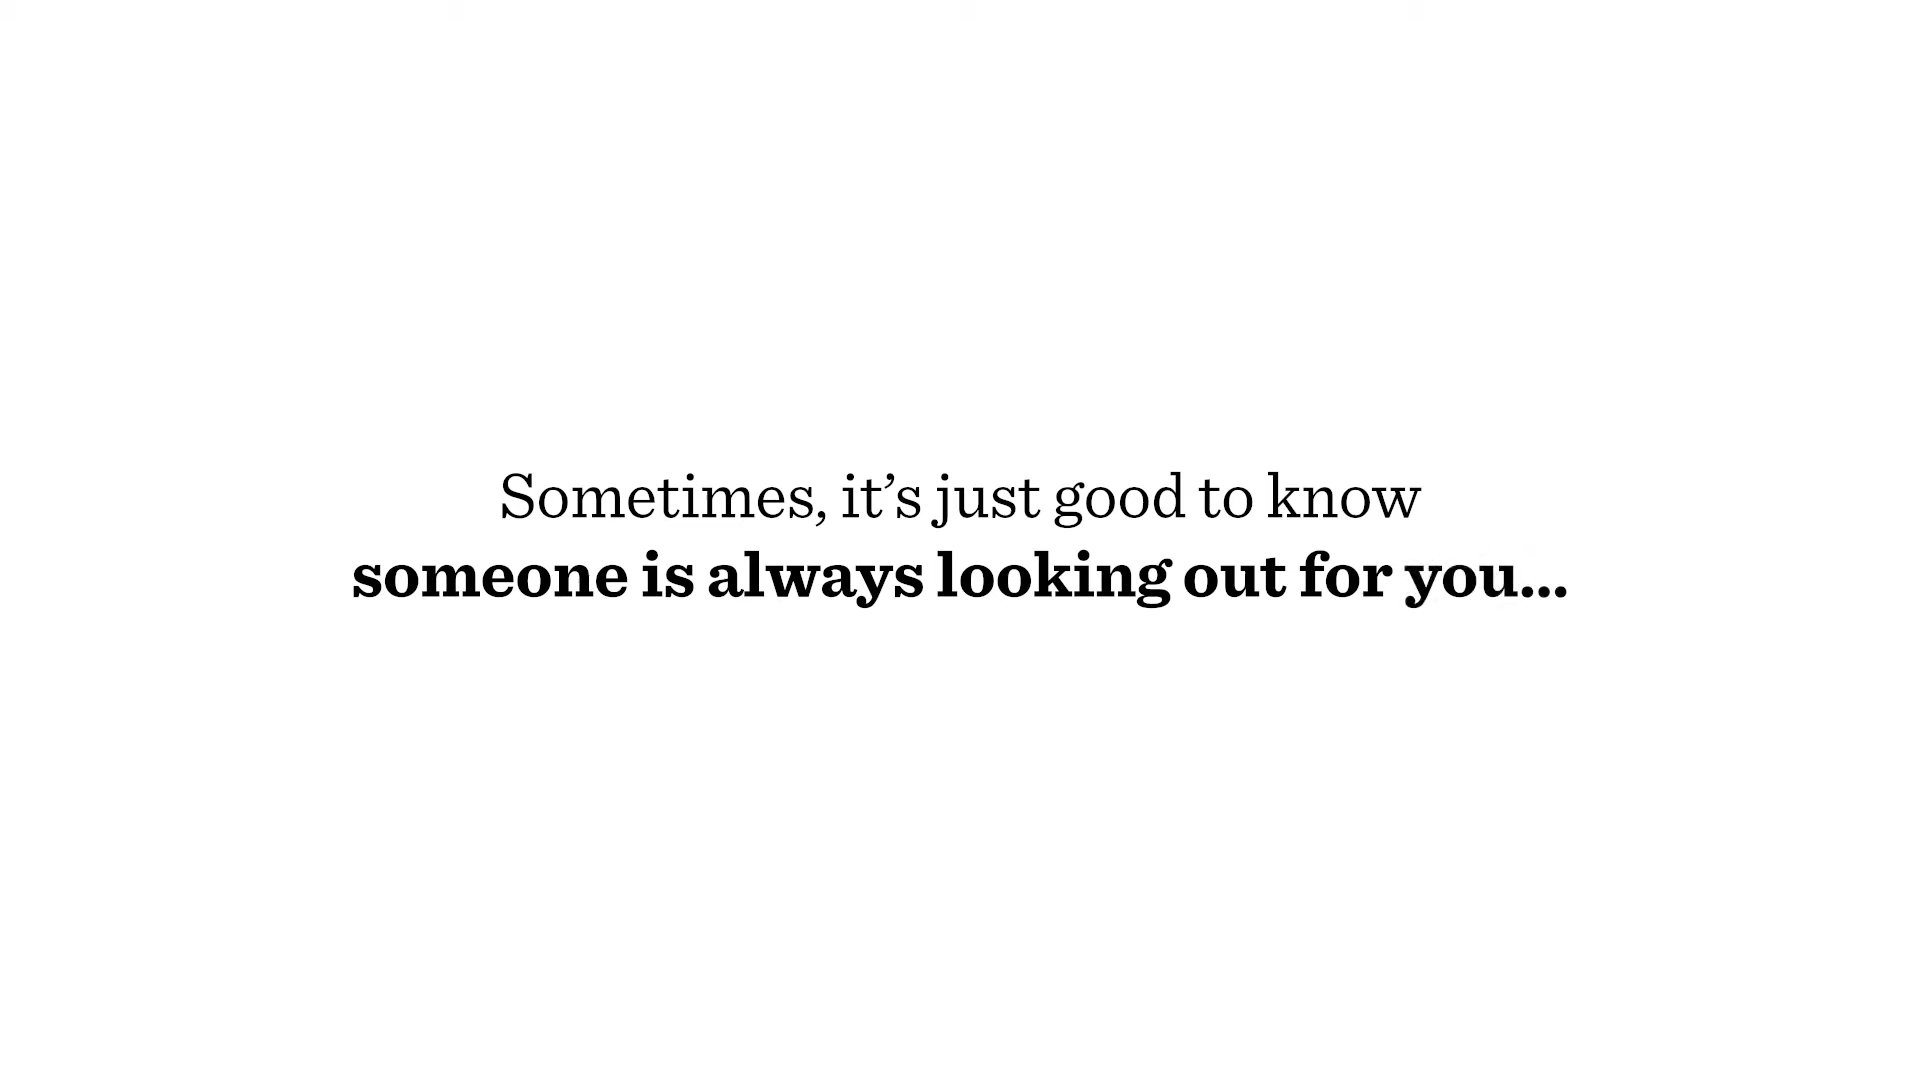 Sometimes, it’s just good to know
someone is always looking out for you...